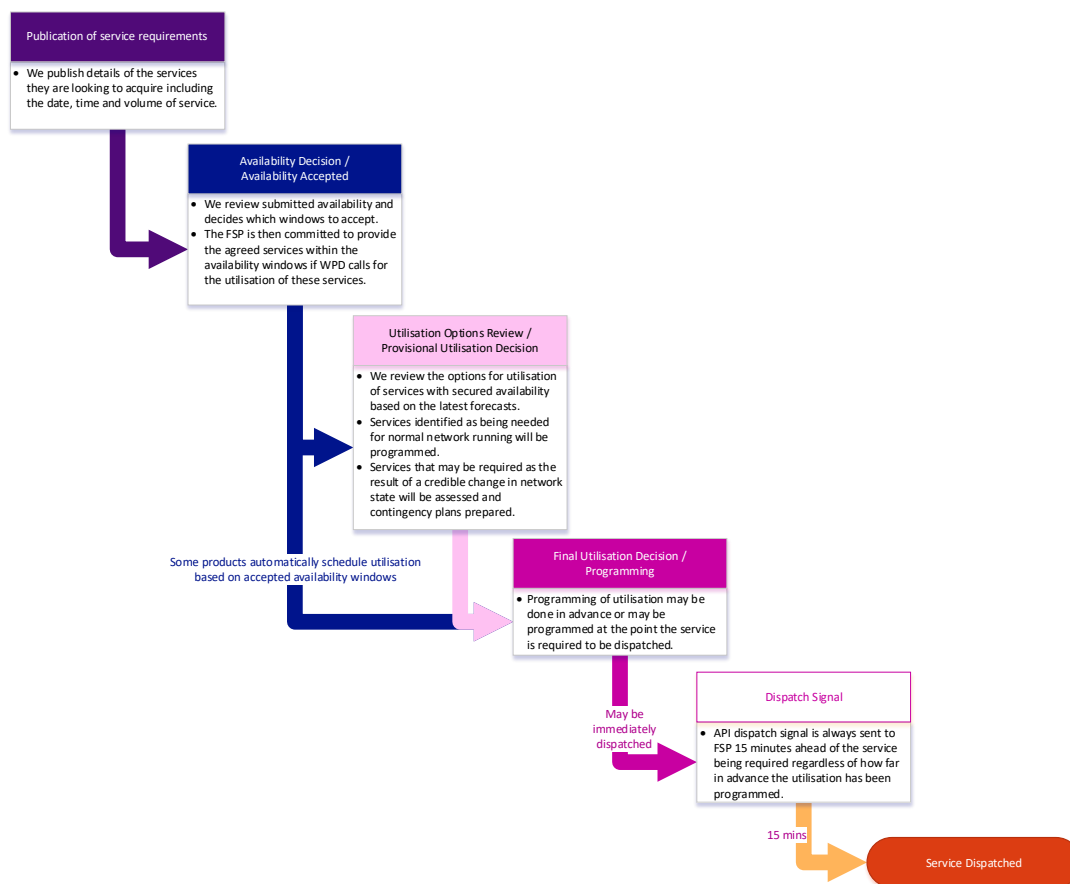 Publication of service requirements
• We publish details of the services
they are looking to acquire including
the date, time and volume of service.
Availability Decision /
Availability Accepted
• We review submitted availability and
decides which windows to accept.
• The FSP is then committed to provide
the agreed services within the
availability windows if WPD calls for
the utilisation of these services.
Utilisation Options Review /
Provisional Utilisation Decision
• We review the options for utilisation
of services with secured availability
based on the latest forecasts.
• Services identified as being needed
for normal network running will be
programmed.
• Services that may be required as the
result of a credible change in network
state will be assessed and
contingency plans prepared.
Some products automatically schedule utilisation
based on accepted availability windows
Final Utilisation Decision /
Programming
• Programming of utilisation may be
done in advance or may be
programmed at the point the service
is required to be dispatched.
May be
immediately
dispatched
Dispatch Signal
• API dispatch signal is always sent to
FSP 15 minutes ahead of the service
being required regardless of how far
in advance the utilisation has been
programmed.
15 mins
Service Dispatched